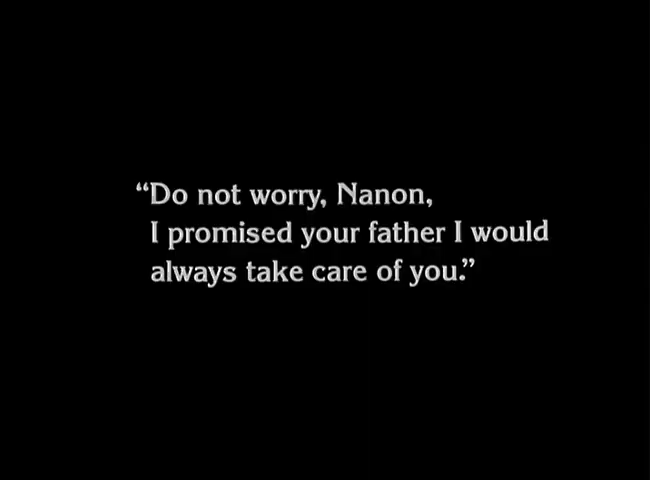 “Do not worry, Nanon,
I promised your father I would
always take care of you.”